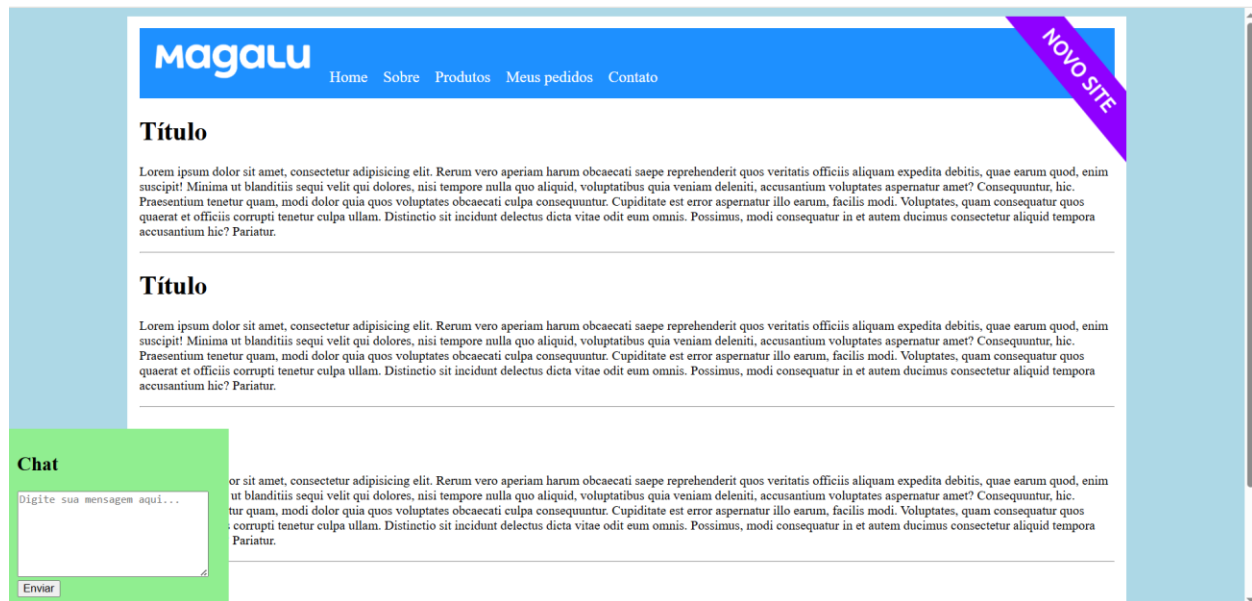 Magalu
Home Sobre Produtos Meus pedidos Contato
NOVO SITE
Título
Lorem ipsum dolor sit amet, consectetur adipisicing elit. Rerum vero aperiam harum obcaecati saepe reprehenderit quos veritatis officiis aliquam expedita debitis, quae earum quod, enim
suscipit! Minima ut blanditiis sequi velit qui dolores, nisi tempore nulla quo aliquid, voluptatibus quia veniam deleniti, accusantium voluptates aspernatur amet? Consequuntur, hic.
Praesentium tenetur quam, modi dolor quia quos voluptates obcaecati culpa consequuntur. Cupiditate est error aspernatur illo earum, facilis modi. Voluptates, quam consequatur quos
quaerat et officiis corrupti tenetur culpa ullam. Distinctio sit incidunt delectus dicta vitae odit eum omnis. Possimus, modi consequatur in et autem ducimus consectetur aliquid tempora
accusantium hic? Pariatur.
Título
Lorem ipsum dolor sit amet, consectetur adipisicing elit. Rerum vero aperiam harum obcaecati saepe reprehenderit quos veritatis officiis aliquam expedita debitis, quae earum quod, enim
suscipit! Minima ut blanditiis sequi velit qui dolores, nisi tempore nulla quo aliquid, voluptatibus quia veniam deleniti, accusantium voluptates aspernatur amet? Consequuntur, hic.
Praesentium tenetur quam, modi dolor quia quos voluptates obcaecati culpa consequuntur. Cupiditate est error aspernatur illo earum, facilis modi. Voluptates, quam consequatur quos
quaerat et officiis corrupti tenetur culpa ullam. Distinctio sit incidunt delectus dicta vitae odit eum omnis. Possimus, modi consequatur in et autem ducimus consectetur aliquid tempora
accusantium hic? Pariatur.
or sit amet, consectetur adipisicing elit. Rerum vero aperiam harum obcaecati saepe reprehenderit quos veritatis officiis aliquam expedita debitis, quae earum quod, enim
ut blanditiis sequi velit qui dolores, nisi tempore nulla quo aliquid, voluptatibus quia veniam deleniti, accusantium voluptates aspernatur amet? Consequuntur, hic.
tur quam, modi dolor quia quos voluptates obcaecati culpa consequuntur. Cupiditate est error aspernatur illo earum, facilis modi. Voluptates, quam consequatur quos
corrupti tenetur culpa ullam. Distinctio sit incidunt delectus dicta vitae odit eum omnis. Possimus, modi consequatur in et autem ducimus consectetur aliquid tempora
Pariatur.
Chat
Digite sua mensagem aqui...
Enviar